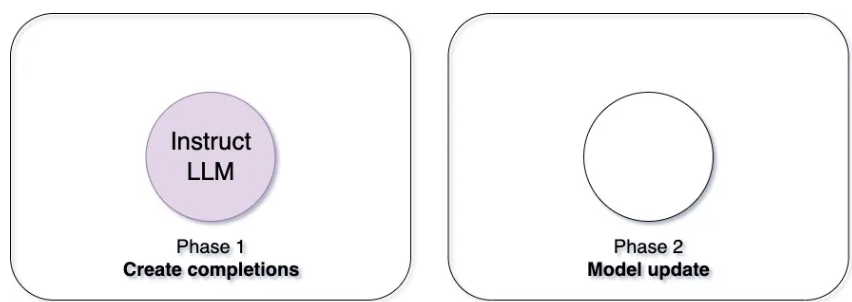 Instruct
LLM
Phase 1
Create completions
Phase 2
Model update